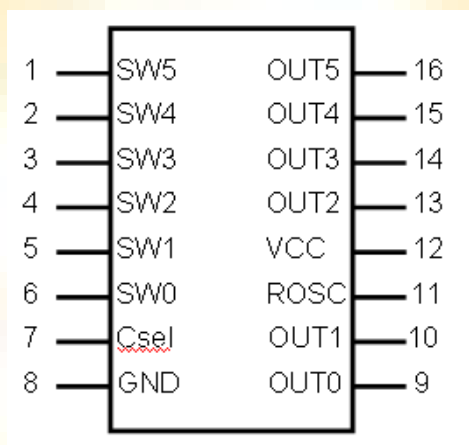 1 SW5 OUT5 16
2 SW4 OUT4 15
3 SW3 OUT3 14
4 SW2 OUT2 13
5 SW1 VCC 12
6 SW0 ROSC 11
7 Csel OUT1 10
8 GND OUT0 9